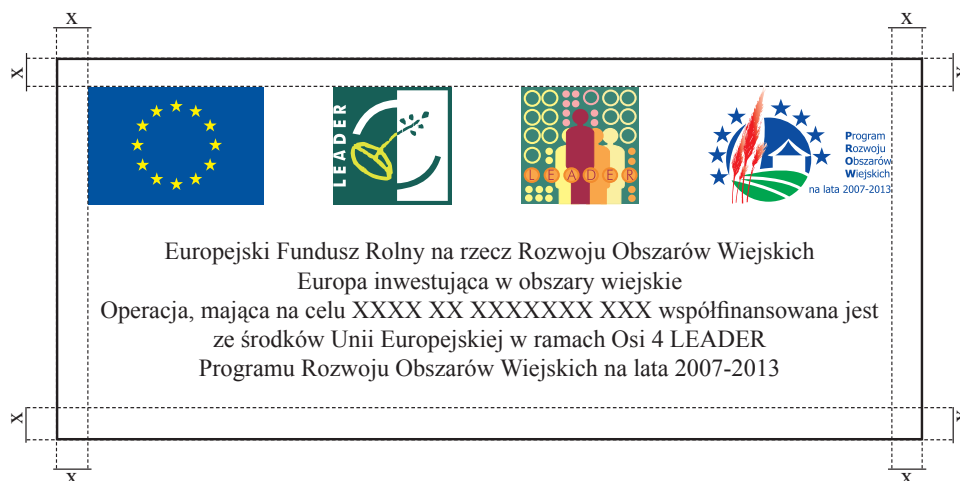 x x
x x
LEADER
LEADER
Program
Rozwoju
Obszarów
Wiejskich
na lata 2007-2013
Europejski Fundusz Rolny na rzecz Rozwoju Obszarów Wiejskich
Europa inwestująca w obszary wiejskie
Operacja, mająca na celu XXXX XX XXXXXXX XXX współfinansowana jest
ze środków Unii Europejskiej w ramach Osi 4 LEADER
Programu Rozwoju Obszarów Wiejskich na lata 2007-2013
x x
x x